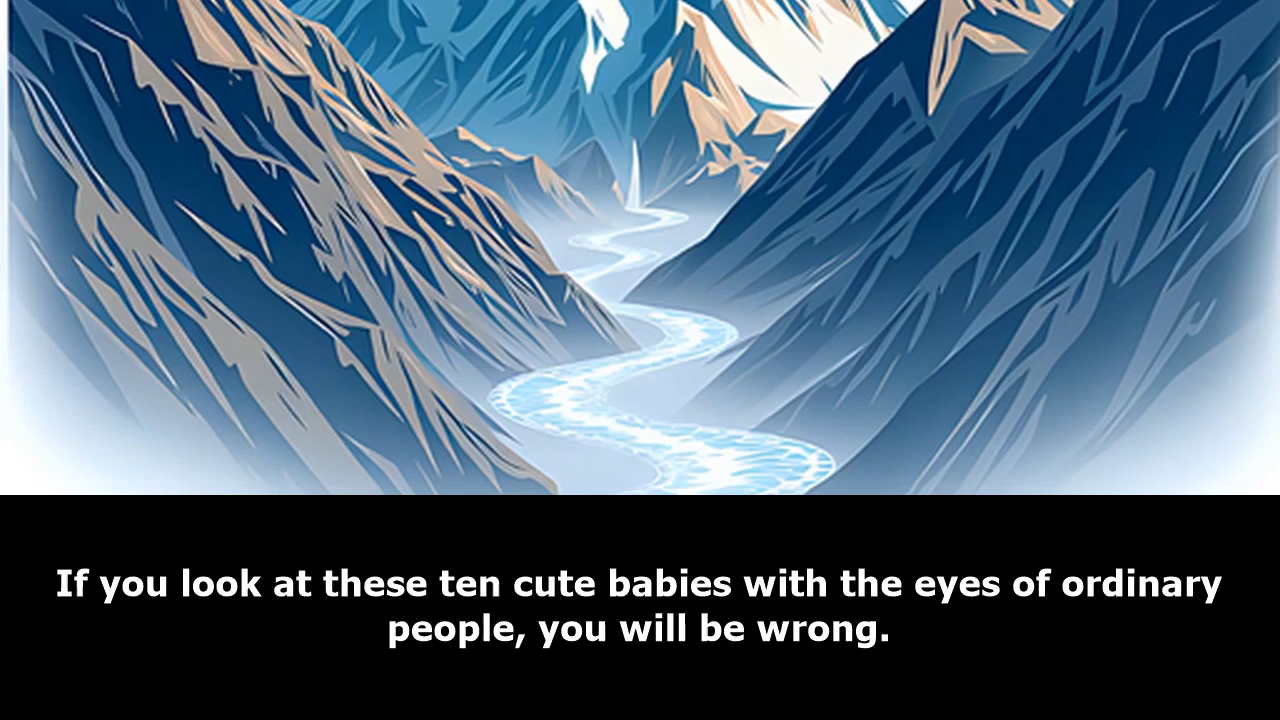 If you look at these ten cute babies with the eyes of ordinary
people, you will be wrong.